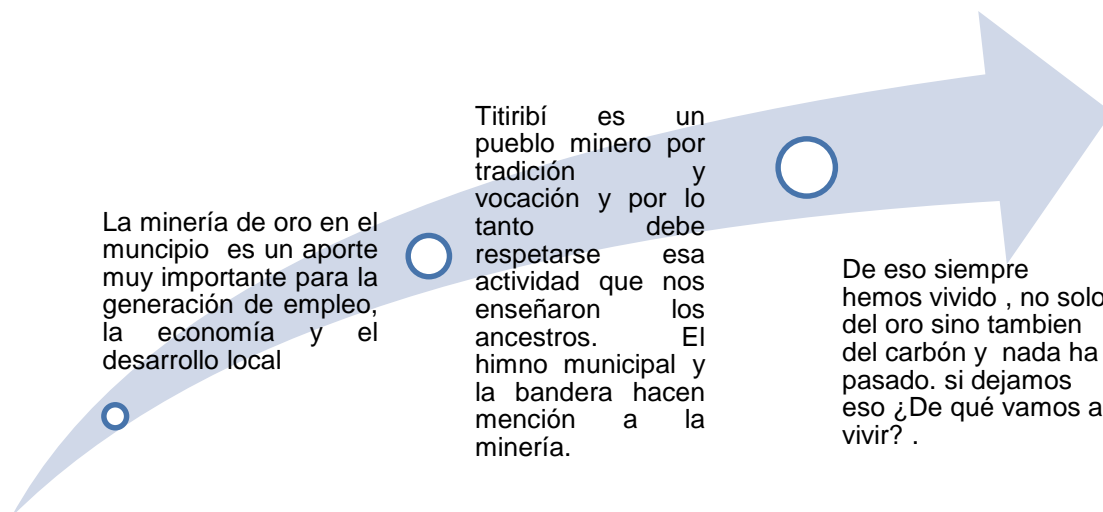 La minería de oro en el
muncipio es un aporte
muy importante para la
generación de empleo,
la economía y el
desarrollo local
Titiribí es un
pueblo minero por
tradición y
vocación y por lo
tanto debe
respetarse esa
actividad que nos
enseñaron los
ancestros. El
himno municipal y
la bandera hacen
mención a la
minería.
De eso siempre
hemos vivido , no solo
del oro sino tambien
del carbón y nada ha
pasado. si dejamos
eso ¿De qué vamos a
vivir? .